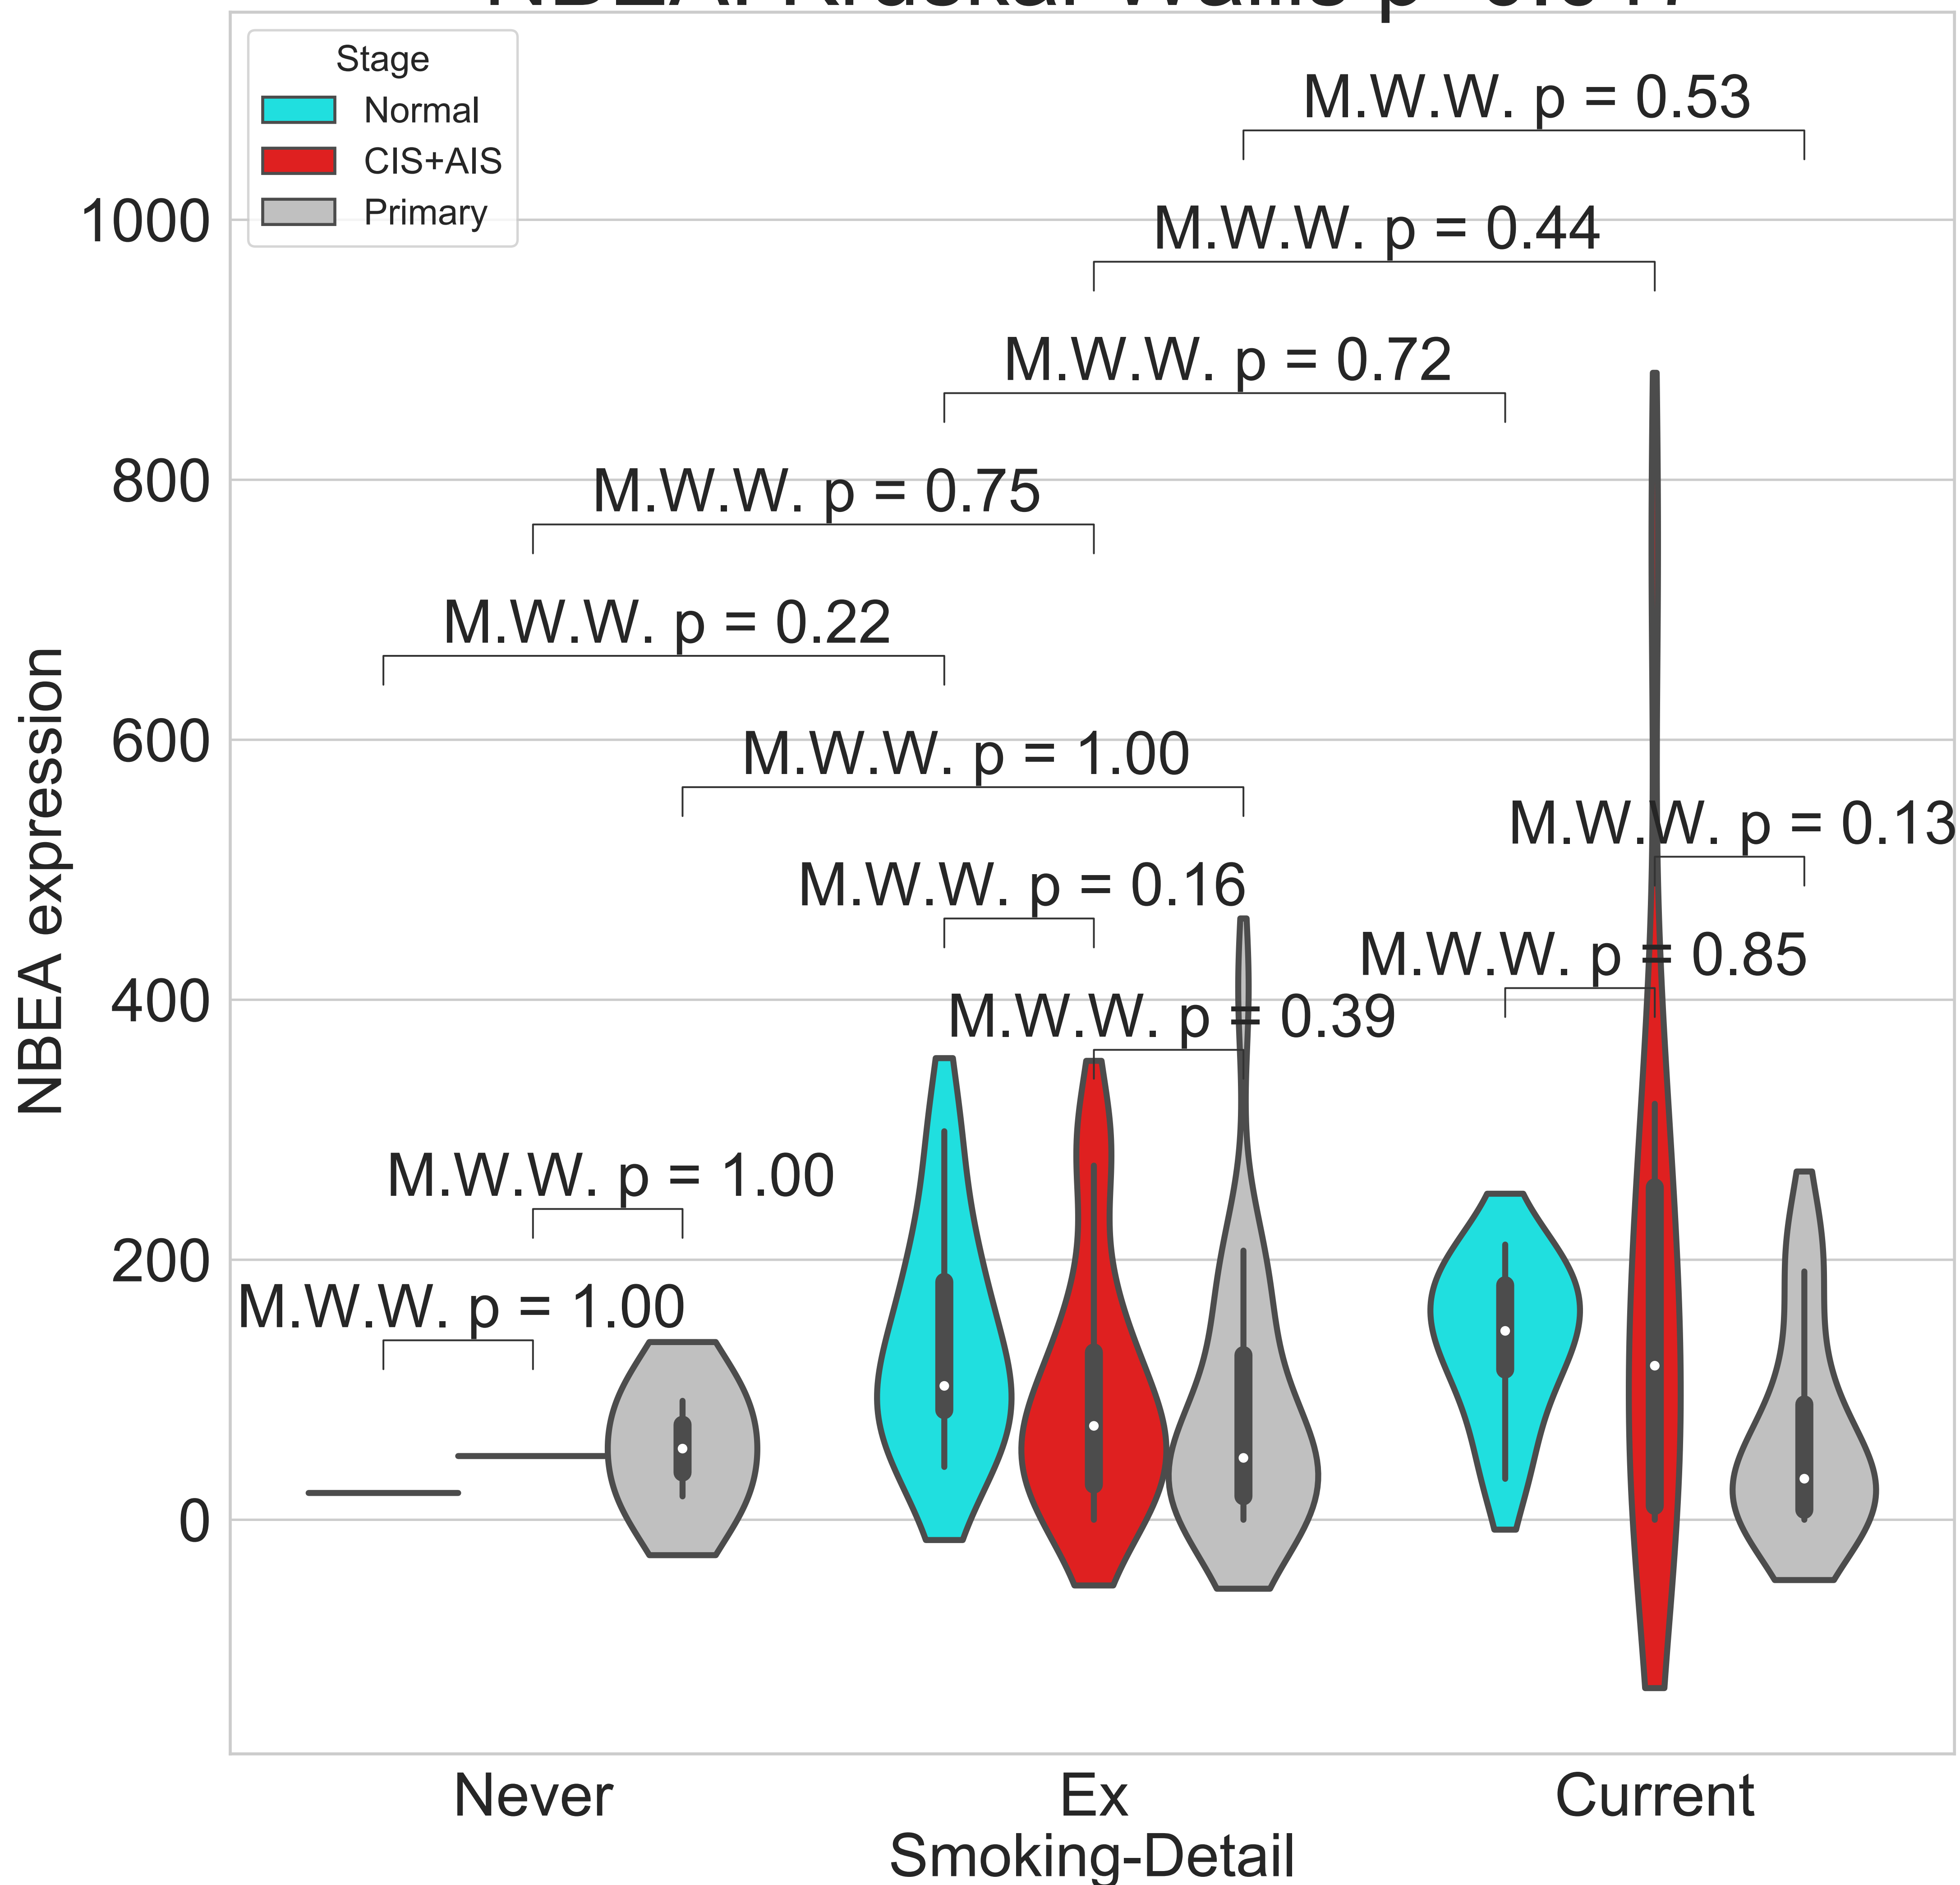 Stage
Normal
CIS+AIS
Primary
M.W.W. p = 0.53
M.W.W. p = 0.44
M.W.W. p = 0.72
M.W.W. p = 0.75
M.W.W. p = 0.22
M.W.W. p = 1.00
M.W.W. p = 0.13
M.W.W. p = 0.16
M.W.W. p = 0.85
M.W.W. p = 0.39
M.W.W. p = 1.00
M.W.W. p = 1.00
1000
800
600
400
200
0
NBEA expression
Never
Ex
Current
Smoking-Detail